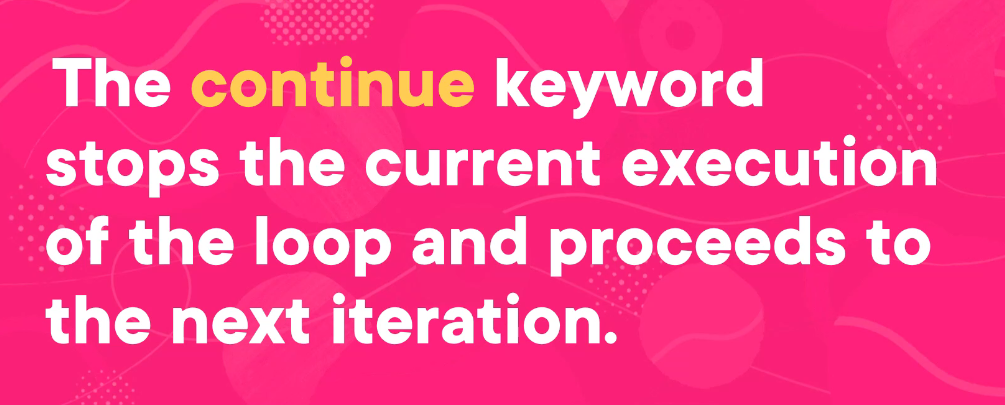 The continue keyword
stops the current execution
of the loop and proceeds to
the next iteration.